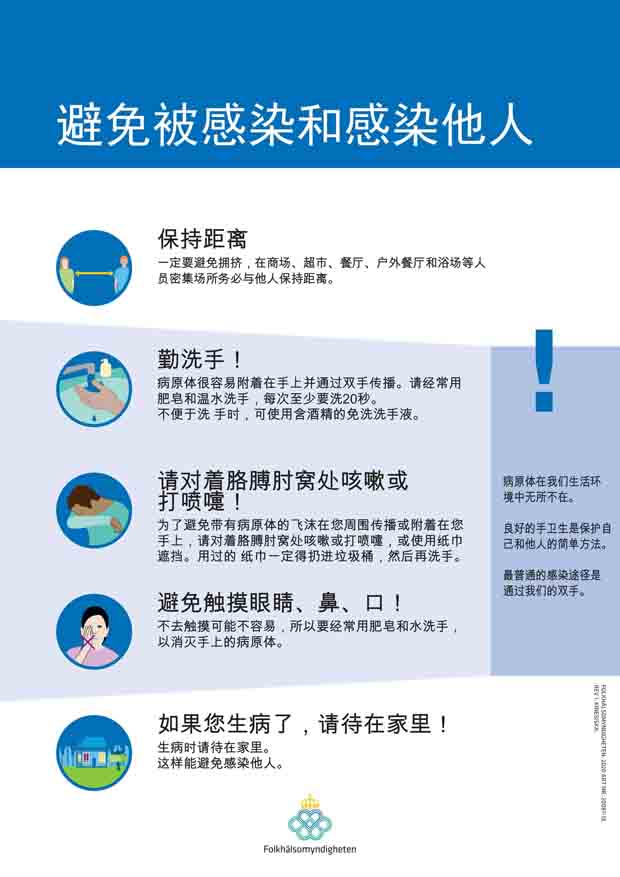 避免被感染和感染他人
保持距离
一定要避免拥挤，在商场、超市、餐厅、户外餐厅和浴场等人
员密集场所务必与他人保持距离。
勤洗手！
病原体很容易附着在手上并通过双手传播。请经常用
肥皂和温水洗手，每次至少要洗20秒。
不便于洗 手时，可使用含酒精的免洗洗手液。
请对着胳膊肘窝处咳嗽或
打喷嚏！
为了避免带有病原体的飞沫在您周围传播或附着在您
手上，请对着胳膊肘窝处咳嗽或打喷嚏，或使用纸巾
遮挡。用过的 纸巾一定得扔进垃圾桶，然后再洗手。
避免触摸眼睛、鼻、口！
不去触摸可能不容易，所以要经常用肥皂和水洗手，
以消灭手上的病原体。
如果您生病了，请待在家里！
生病时请待在家里。
这样能避免感染他人。
!
病原体在我们生活环
境中无所不在。
良好的手卫生是保护自
己和他人的简单方法。
最普通的感染途径是
通过我们的双手。
FOLKHÄLSOMYNDIGHETEN, 2020 ART NR:
REV 1. KINESISKA.
Folkhälsomyndigheten